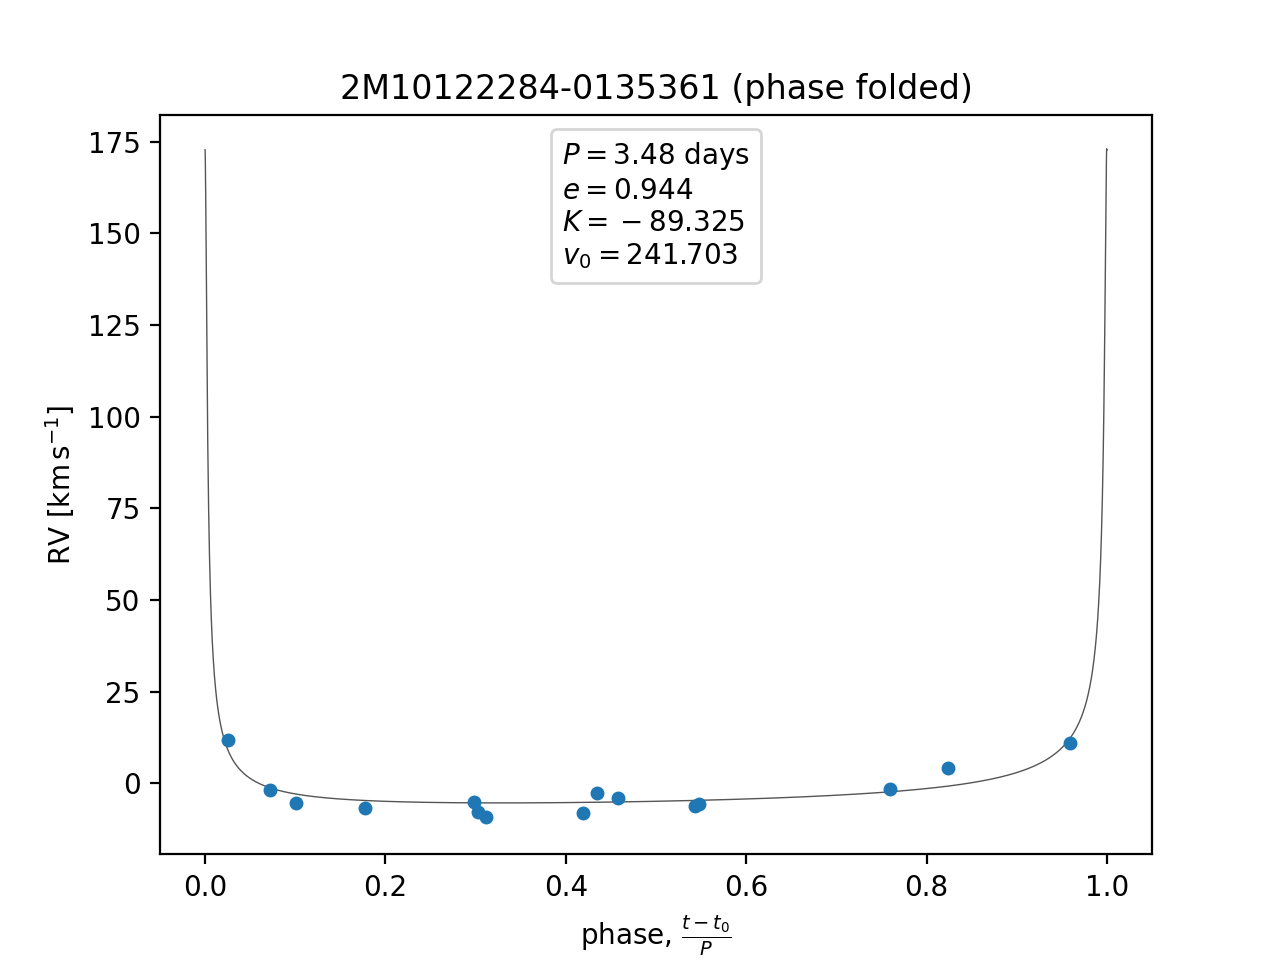 2M10122284-0135361 (phase folded)
P = 3.48 days
e = 0.944
K = −89.325
v₀ = 241.703
175
150
125
100
75
50
25
0
RV [km s⁻¹]
0.0 0.2 0.4 0.6 0.8 1.0
phase, (t − t₀)/P